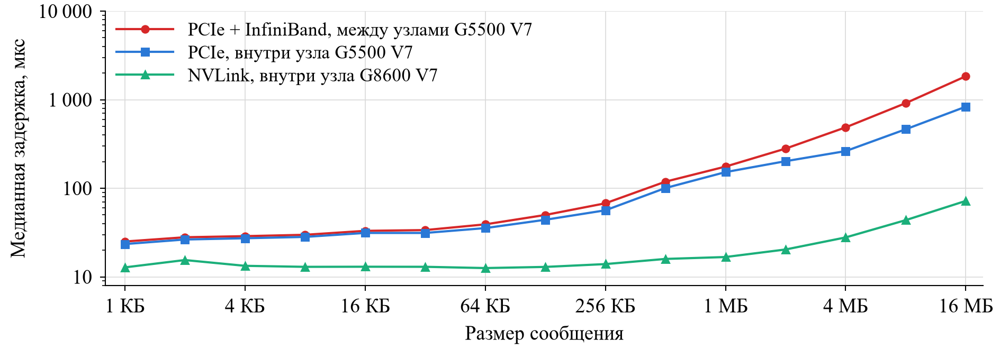 10 000
1 000
100
10
Медианная задержка, мкс
PCIe + InfiniBand, между узлами G5500 V7
PCIe, внутри узла G5500 V7
NVLink, внутри узла G8600 V7
1 КБ 4 КБ 16 КБ 64 КБ 256 КБ 1 МБ 4 МБ 16 МБ
Размер сообщения